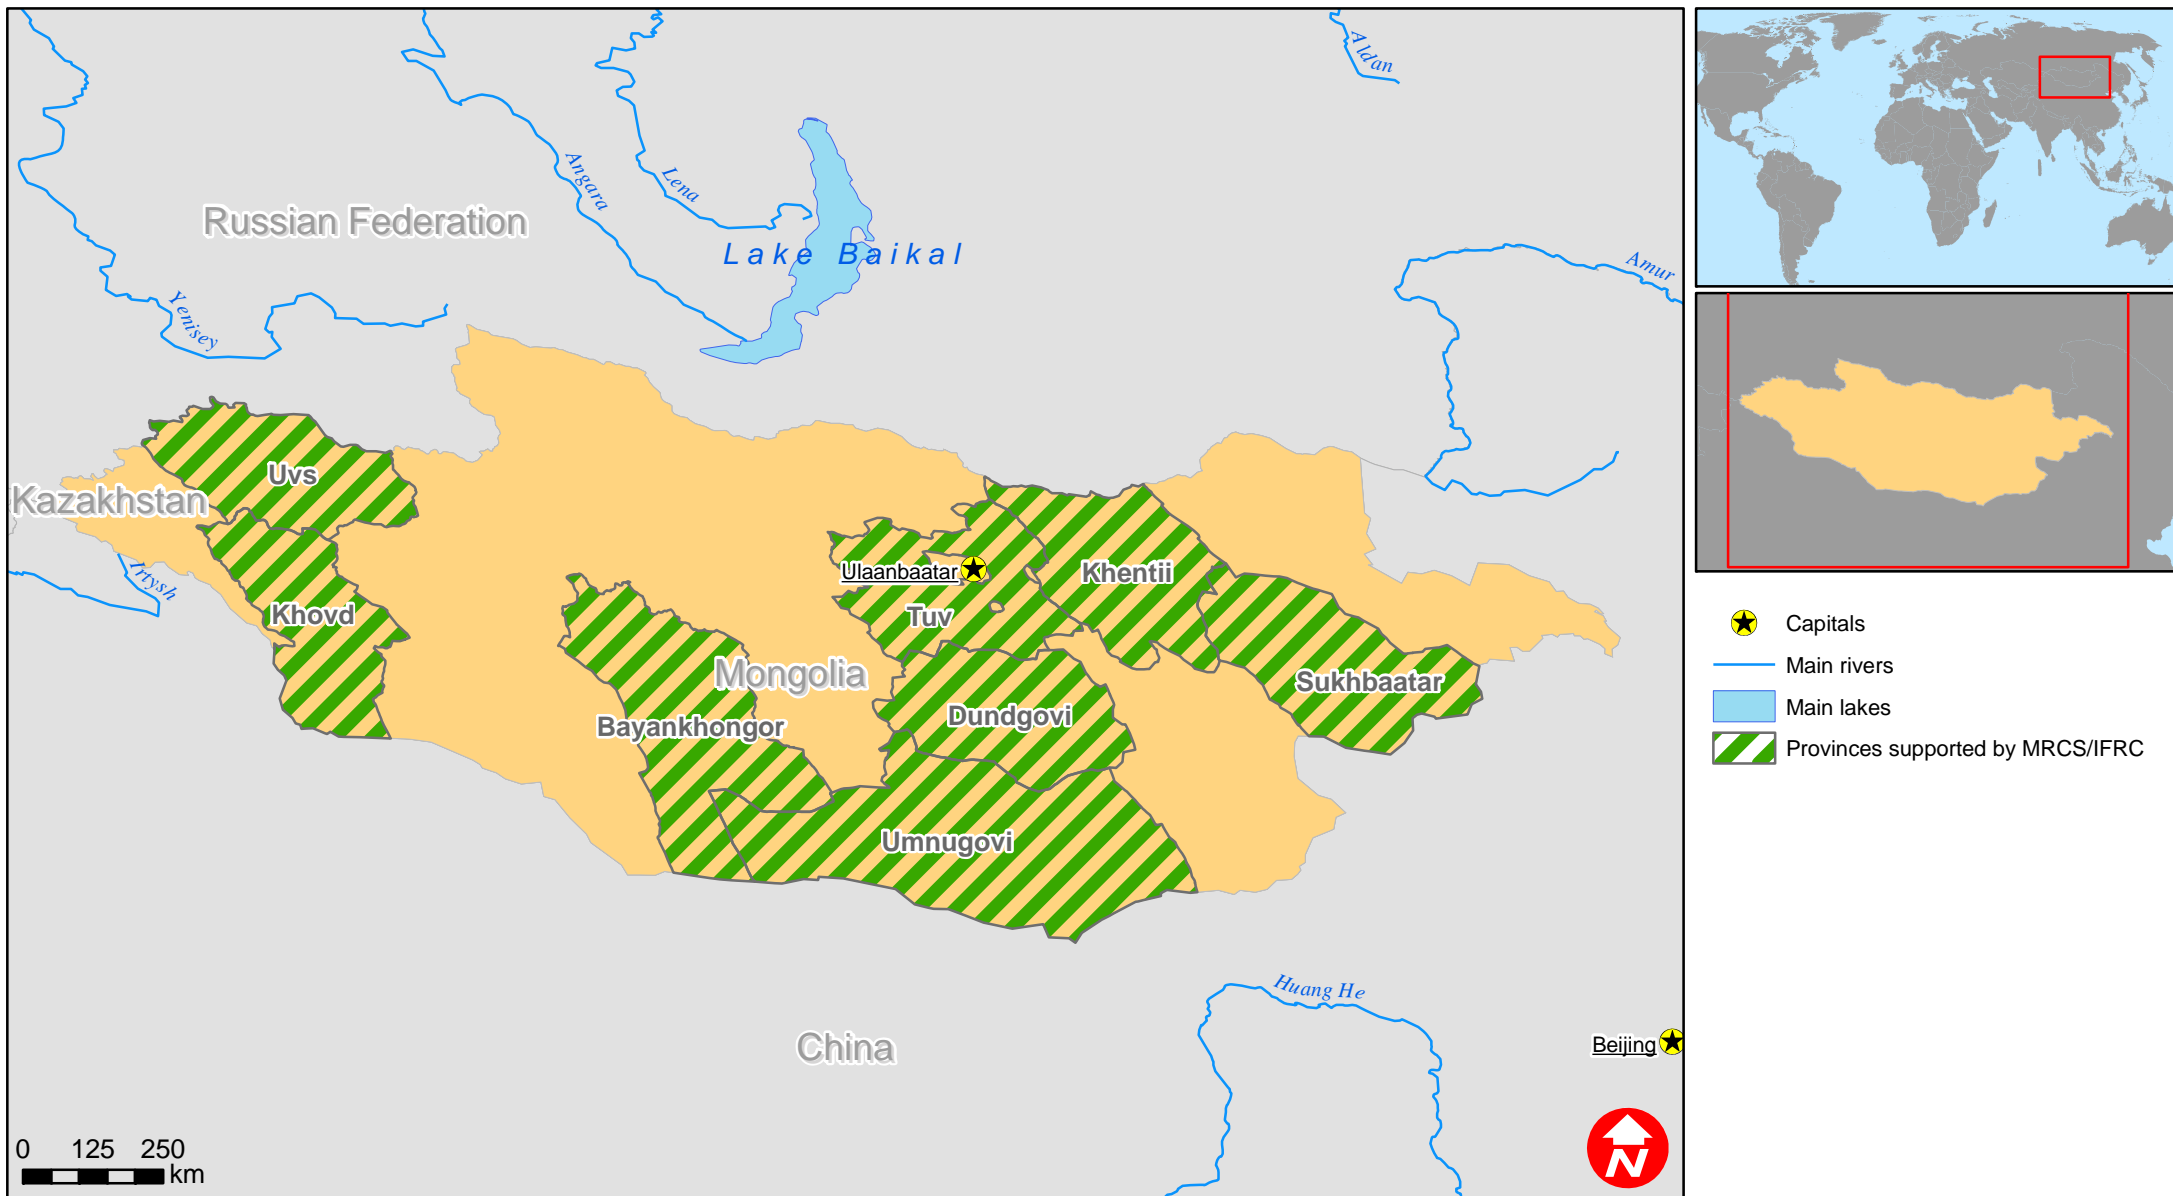 Aldan
Angara
Lena
Russian Federation
Lake Baikal
Amur
Yenisey
Uvs
Kazakhstan
Irtysh
Ulaanbaatar
Khentii
Khovd
Tuv
Mongolia
Sukhbaatar
Bayankhongor
Dundgovi
Umnugovi
Huang He
China
Beijing
0 125 250
km
N
Capitals
Main rivers
Main lakes
Provinces supported by MRCS/IFRC